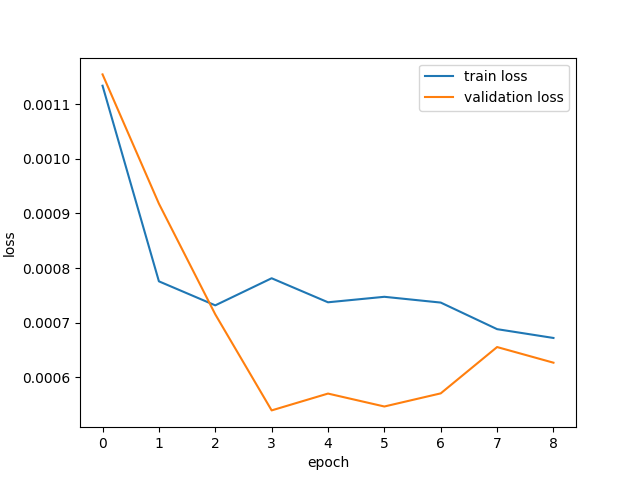 train loss
validation loss
0.0011
0.0010
0.0009
0.0008
0.0007
0.0006
loss
0 1 2 3 4 5 6 7 8
epoch